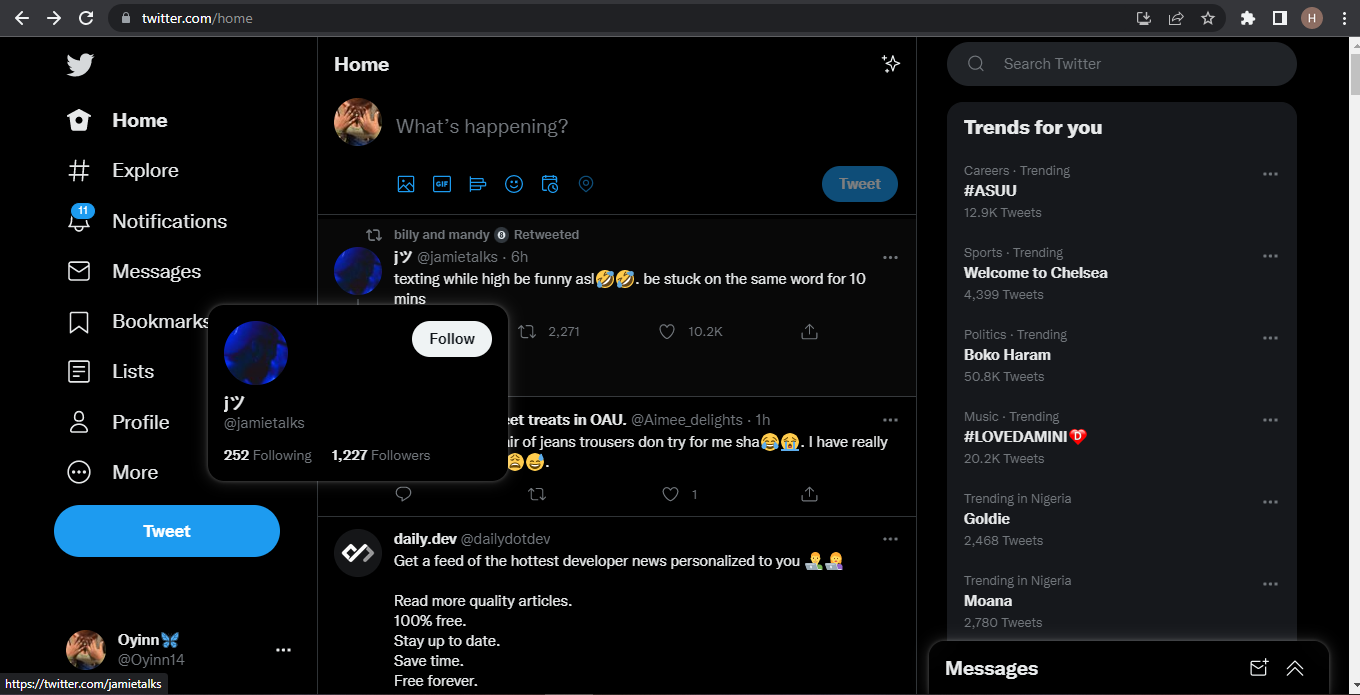 twitter.com/home
H
Home
Explore
11
Notifications
Messages
Bookmarks
Lists
Profile
More
Tweet
Oyinn🦋
@Oyinn14
https://twitter.com/jamietalks
Home
What's happening?
GIF
Tweet
billy and mandy 🎱 Retweeted
jツ @jamietalks · 6h
texting while high be funny asl🤣🤣. be stuck on the same word for 10
mins
2,271 10.2K
Follow
jツ
@jamietalks
252 Following 1,227 Followers
eet treats in OAU. @Aimee_delights · 1h
air of jeans trousers don try for me sha😂😭. I have really
😩😅.
1
daily.dev @dailydotdev
Get a feed of the hottest developer news personalized to you 👨‍💻👩‍💻
Read more quality articles.
100% free.
Stay up to date.
Save time.
Free forever.
Search Twitter
Trends for you
Careers · Trending
#ASUU
12.9K Tweets
Sports · Trending
Welcome to Chelsea
4,399 Tweets
Politics · Trending
Boko Haram
50.8K Tweets
Music · Trending
#LOVEDAMINI
20.2K Tweets
Trending in Nigeria
Goldie
2,468 Tweets
Trending in Nigeria
Moana
2,780 Tweets
Messages